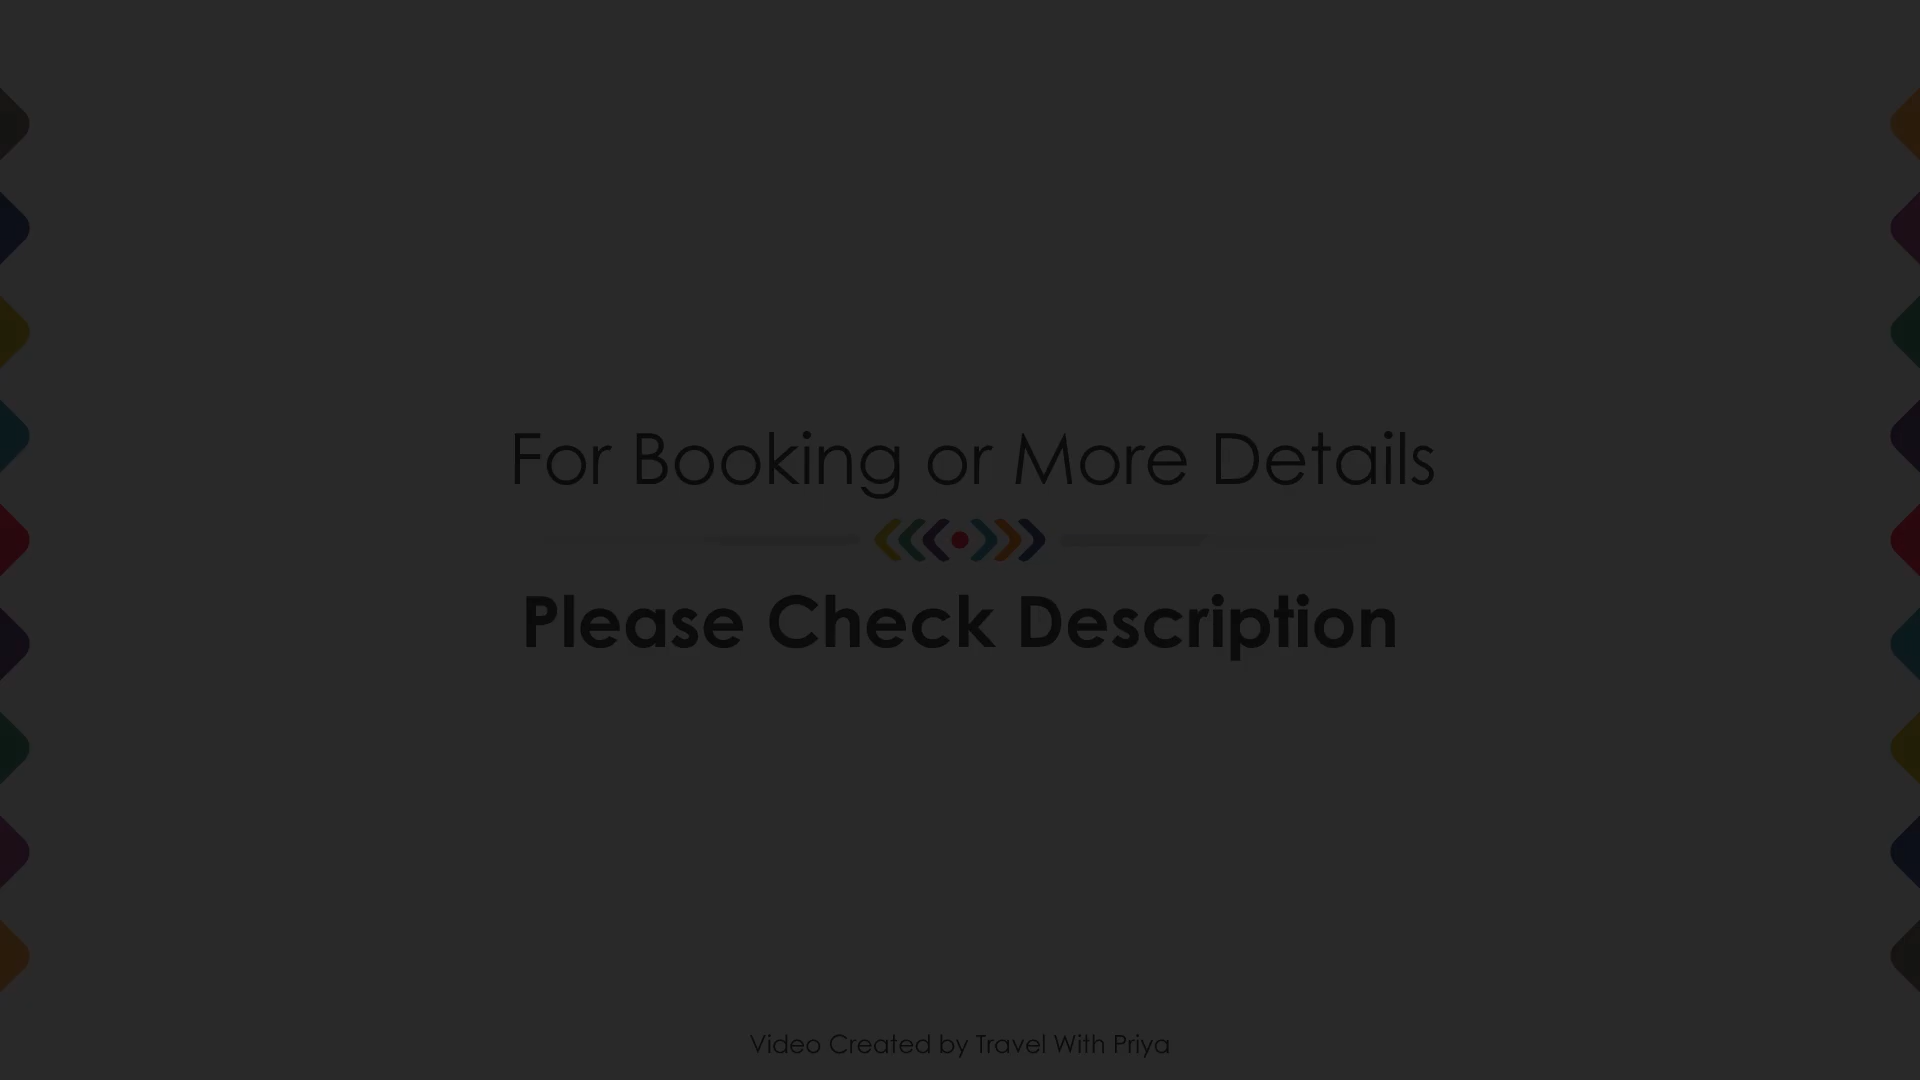 For Booking or More Details
Please Check Description
Video Created by Travel With Priya